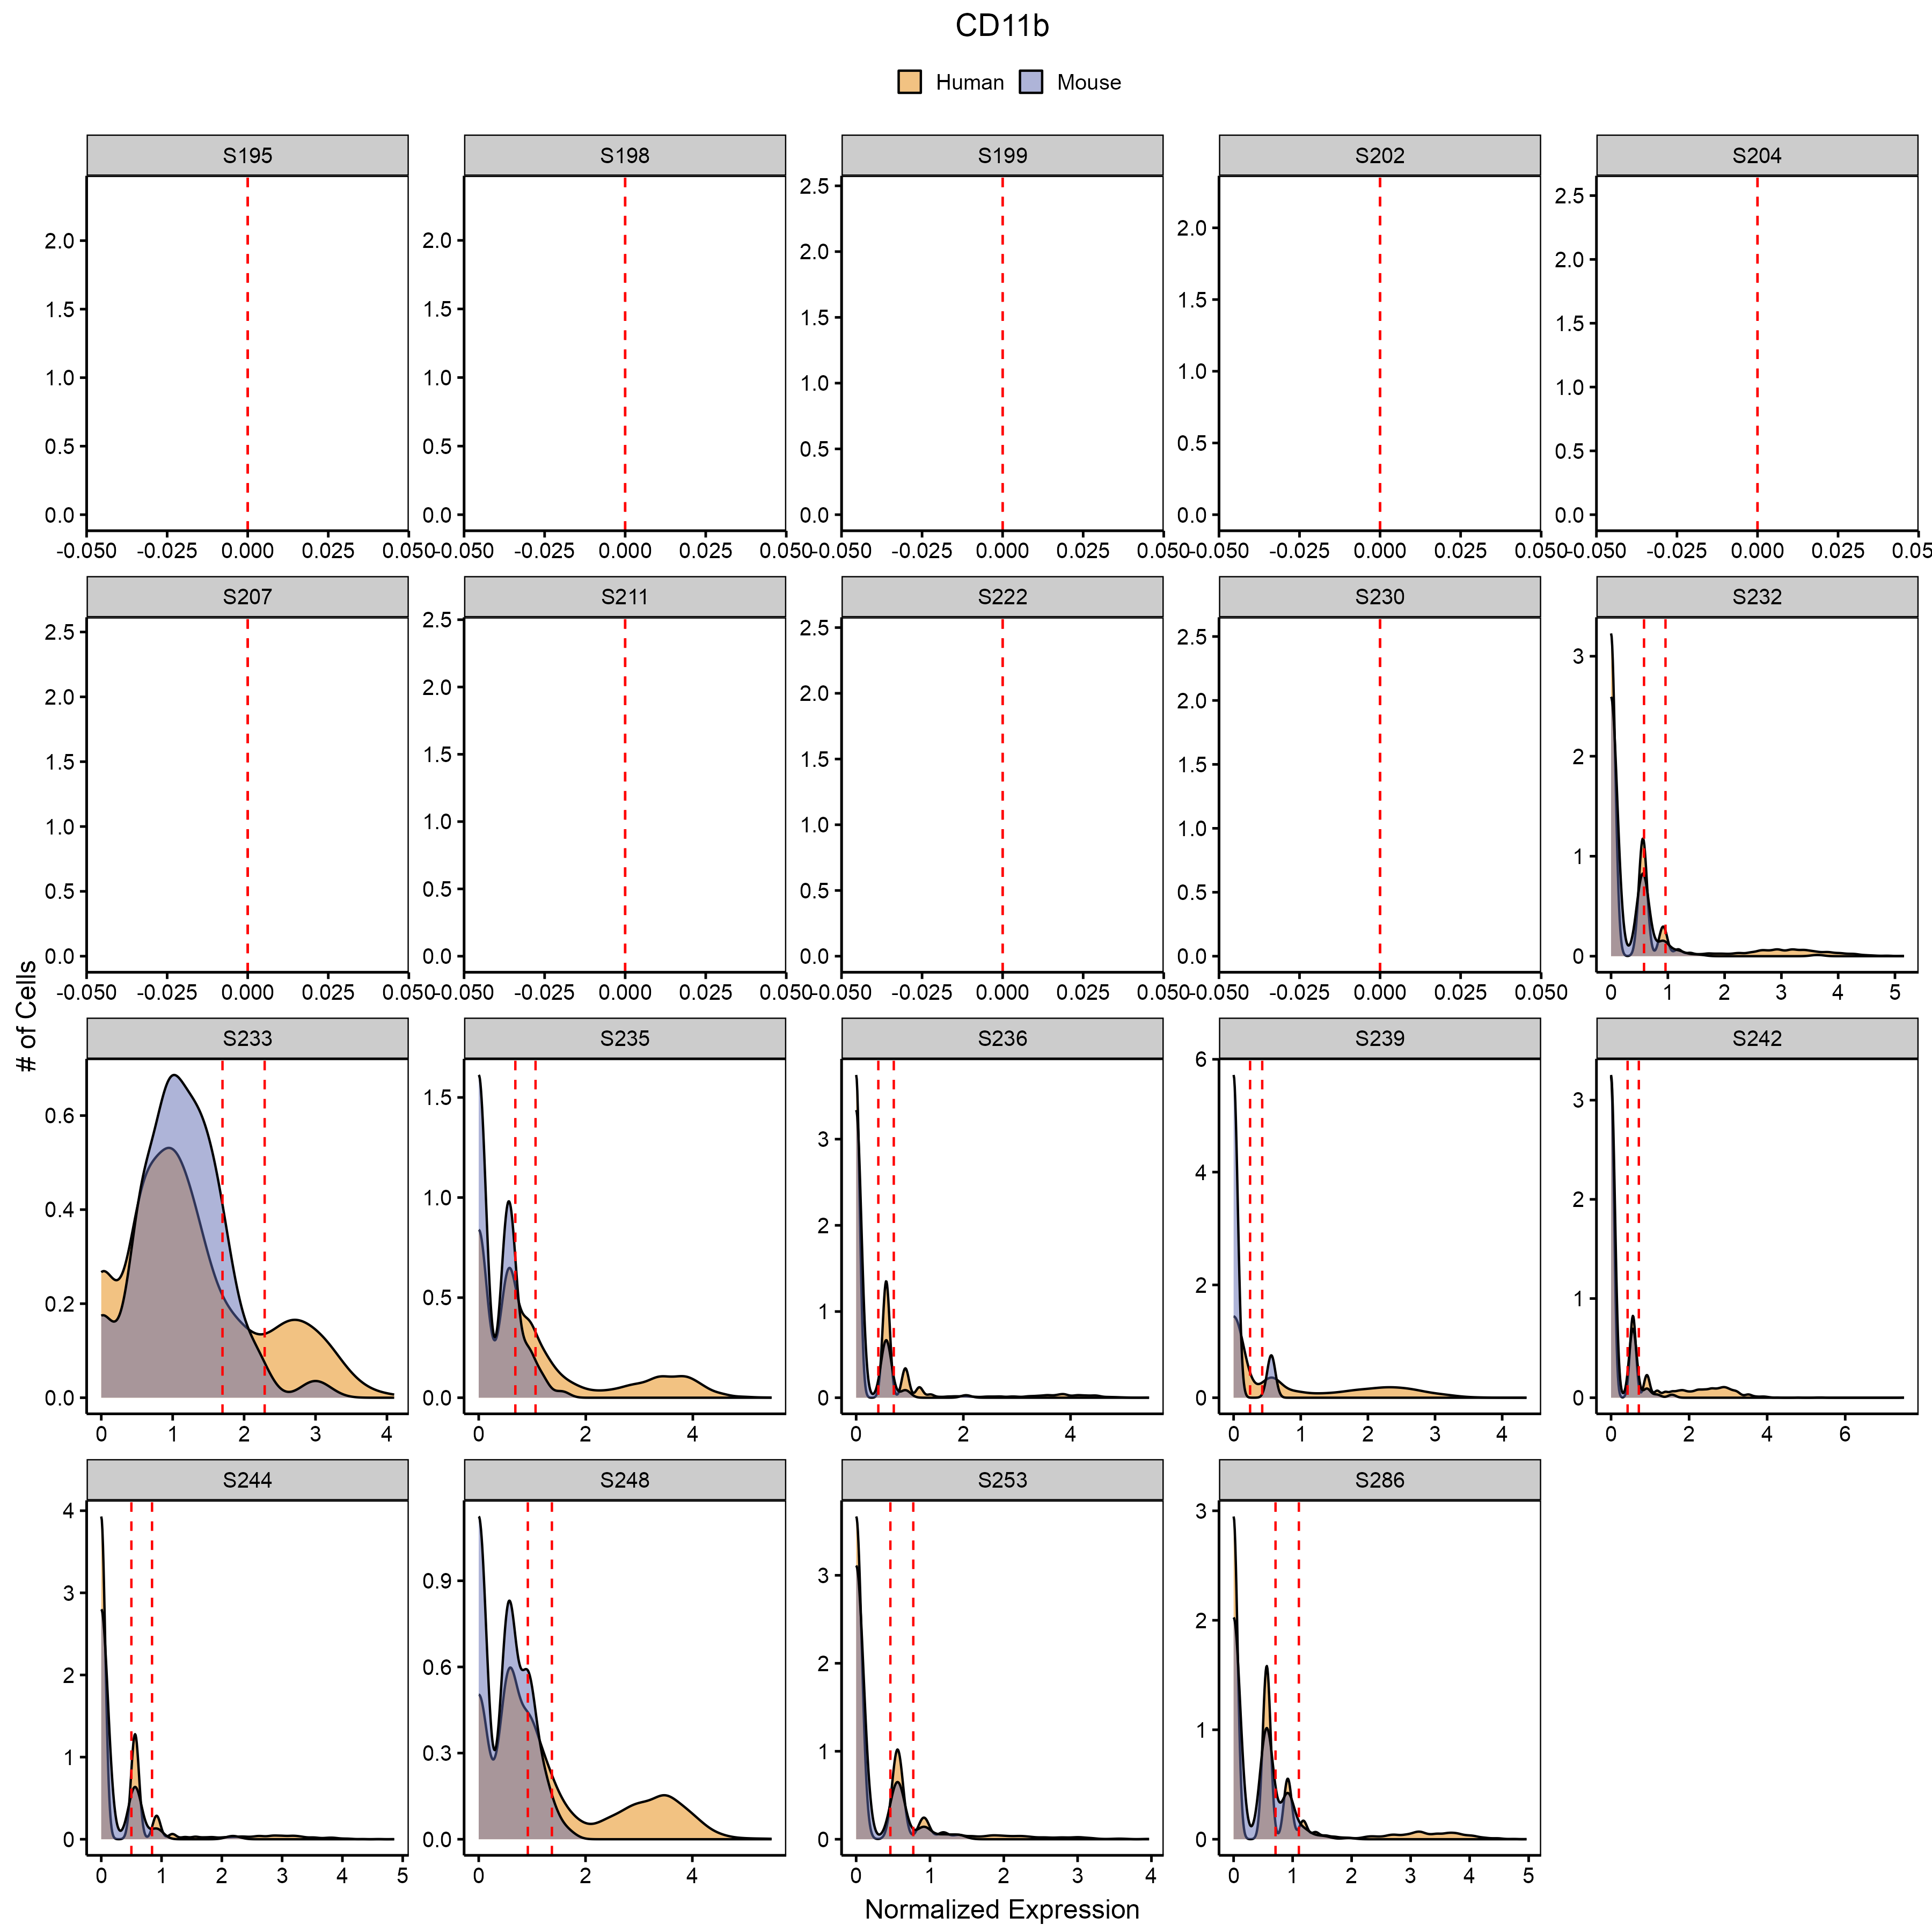 CD11b
Human Mouse
S195 S198 S199 S202 S204
2.0 1.5 1.0 0.5 0.0
2.0 1.5 1.0 0.5 0.0
2.5 2.0 1.5 1.0 0.5 0.0
2.0 1.5 1.0 0.5 0.0
2.5 2.0 1.5 1.0 0.5 0.0
-0.050 -0.025 0.000 0.025 0.050 -0.050 -0.025 0.000 0.025 0.050 -0.050 -0.025 0.000 0.025 0.050 -0.050 -0.025 0.000 0.025 0.050 -0.050 -0.025 0.000 0.025 0.05
S207 S211 S222 S230 S232
2.5 2.0 1.5 1.0 0.5 0.0
2.5 2.0 1.5 1.0 0.5 0.0
2.5 2.0 1.5 1.0 0.5 0.0
2.5 2.0 1.5 1.0 0.5 0.0
3 2 1 0
-0.050 -0.025 0.000 0.025 0.050 -0.050 -0.025 0.000 0.025 0.050 -0.050 -0.025 0.000 0.025 0.050 -0.050 -0.025 0.000 0.025 0.050 0 1 2 3 4 5
# of Cells
S233 S235 S236 S239 S242
0.6 0.4 0.2 0.0
1.5 1.0 0.5 0.0
3 2 1 0
6 4 2 0
3 2 1 0
0 1 2 3 4 0 2 4 0 2 4 0 1 2 3 4 0 2 4 6
S244 S248 S253 S286
4 3 2 1 0
0.9 0.6 0.3 0.0
3 2 1 0
3 2 1 0
0 1 2 3 4 5 0 2 4 0 1 2 3 4 0 1 2 3 4 5
Normalized Expression